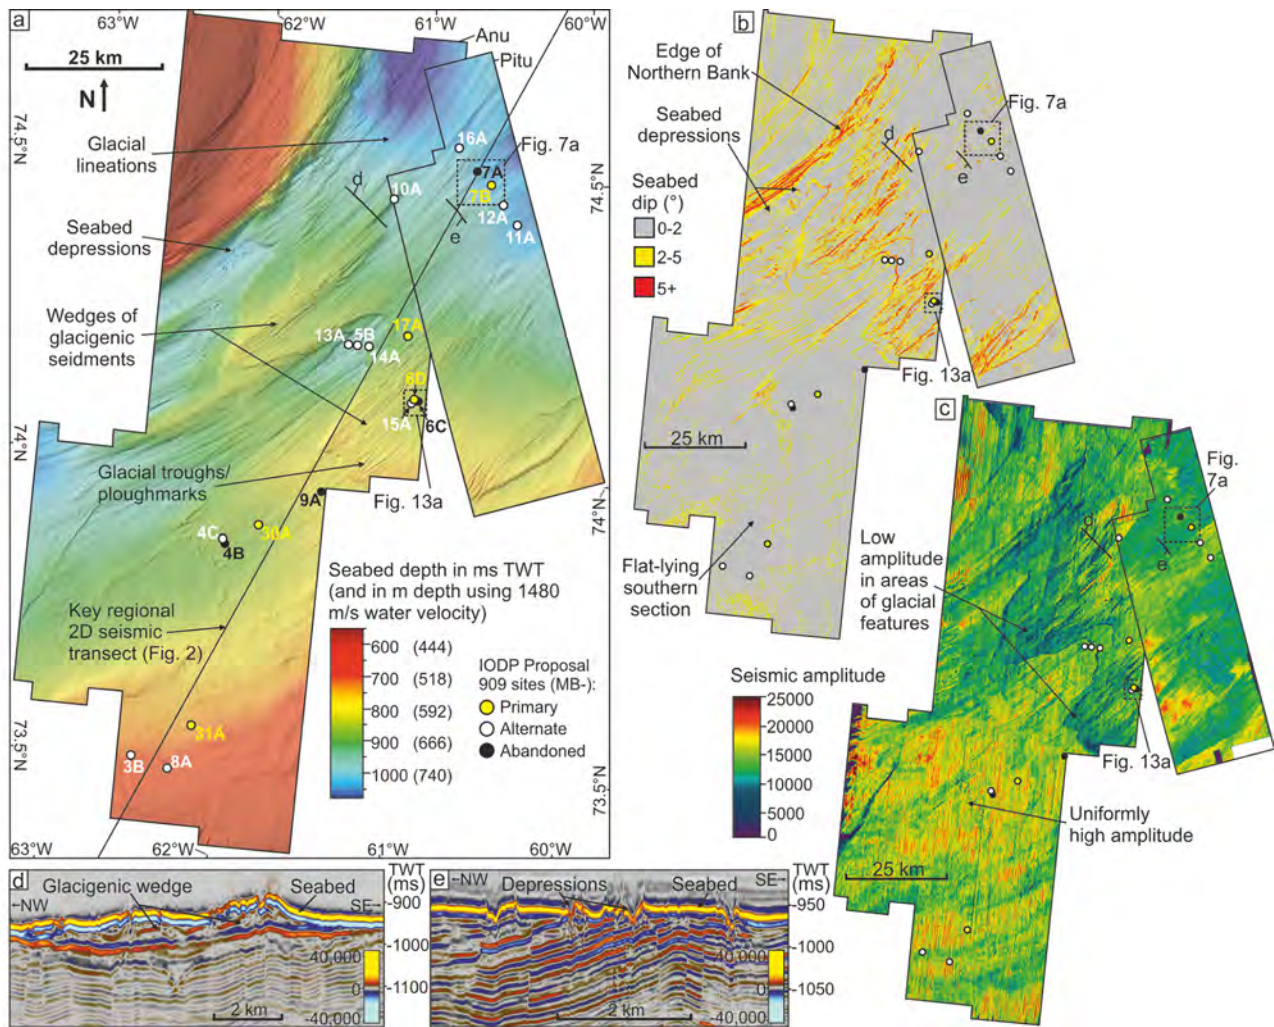 a
63°W
62°W
61°W
60°W
Anu
Pitu
25 km
N
74.5°N
Glacial
lineations
16A
Fig. 7a
7A
7B
d
10A
12A
11A
e
74.5°N
Seabed
depressions
Wedges of
glacigenic
seidments
17A
13A
5B
14A
6D
15A
6C
74°N
Glacial troughs/
ploughmarks
9A
Fig. 13a
74°N
4C
30A
4B
Seabed depth in ms TWT
(and in m depth using 1480
m/s water velocity)
600 (444)
700 (518)
800 (592)
900 (666)
1000 (740)
IODP Proposal
909 sites (MB-):
Primary
Alternate
Abandoned
Key regional
2D seismic
transect (Fig. 2)
31A
3B
8A
73.5°N
73.5°N
63°W
62°W
61°W
60°W
b
Edge of
Northern Bank
Seabed
depressions
Fig. 7a
d
e
Seabed
dip (°)
0-2
2-5
5+
Fig. 13a
25 km
Flat-lying
southern
section
c
Fig.
7a
d
e
Low
amplitude
in areas
of glacial
features
Fig. 13a
Seismic amplitude
25000
20000
15000
10000
5000
0
Uniformly
high amplitude
25 km
d
Glacigenic wedge
Seabed
←NW
SE→
TWT
(ms)
-900
-1000
-1100
40,000
0
-40,000
2 km
e
←NW
Depressions
Seabed
SE→
TWT
(ms)
-950
-1000
-1050
40,000
0
-40,000
2 km